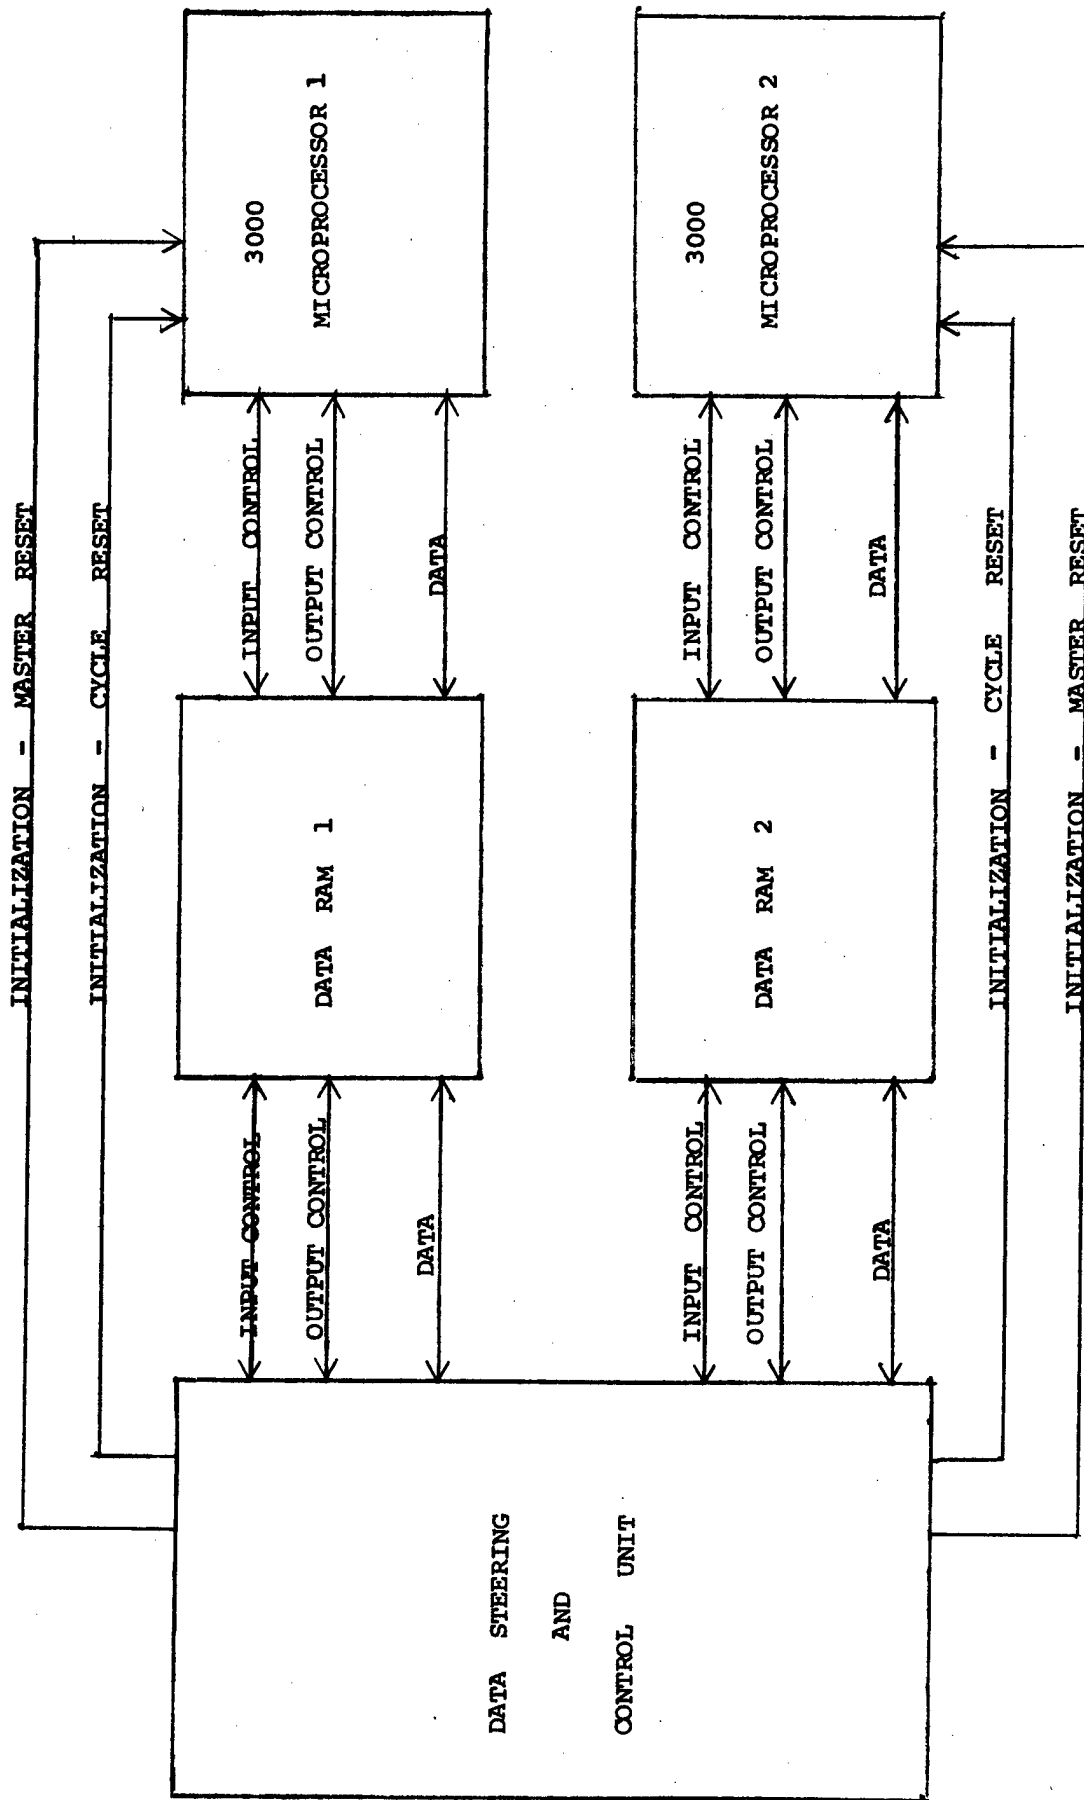 INITIALIZATION - MASTER RESET
INITIALIZATION - CYCLE RESET
INPUT CONTROL
OUTPUT CONTROL
DATA
INPUT CONTROL
OUTPUT CONTROL
DATA
3000
MICROPROCESSOR 1
DATA RAM 1
DATA STEERING
AND
CONTROL UNIT
INPUT CONTROL
OUTPUT CONTROL
DATA
INPUT CONTROL
OUTPUT CONTROL
DATA
3000
MICROPROCESSOR 2
DATA RAM 2
INITIALIZATION - CYCLE RESET
INITIALIZATION - MASTER RESET